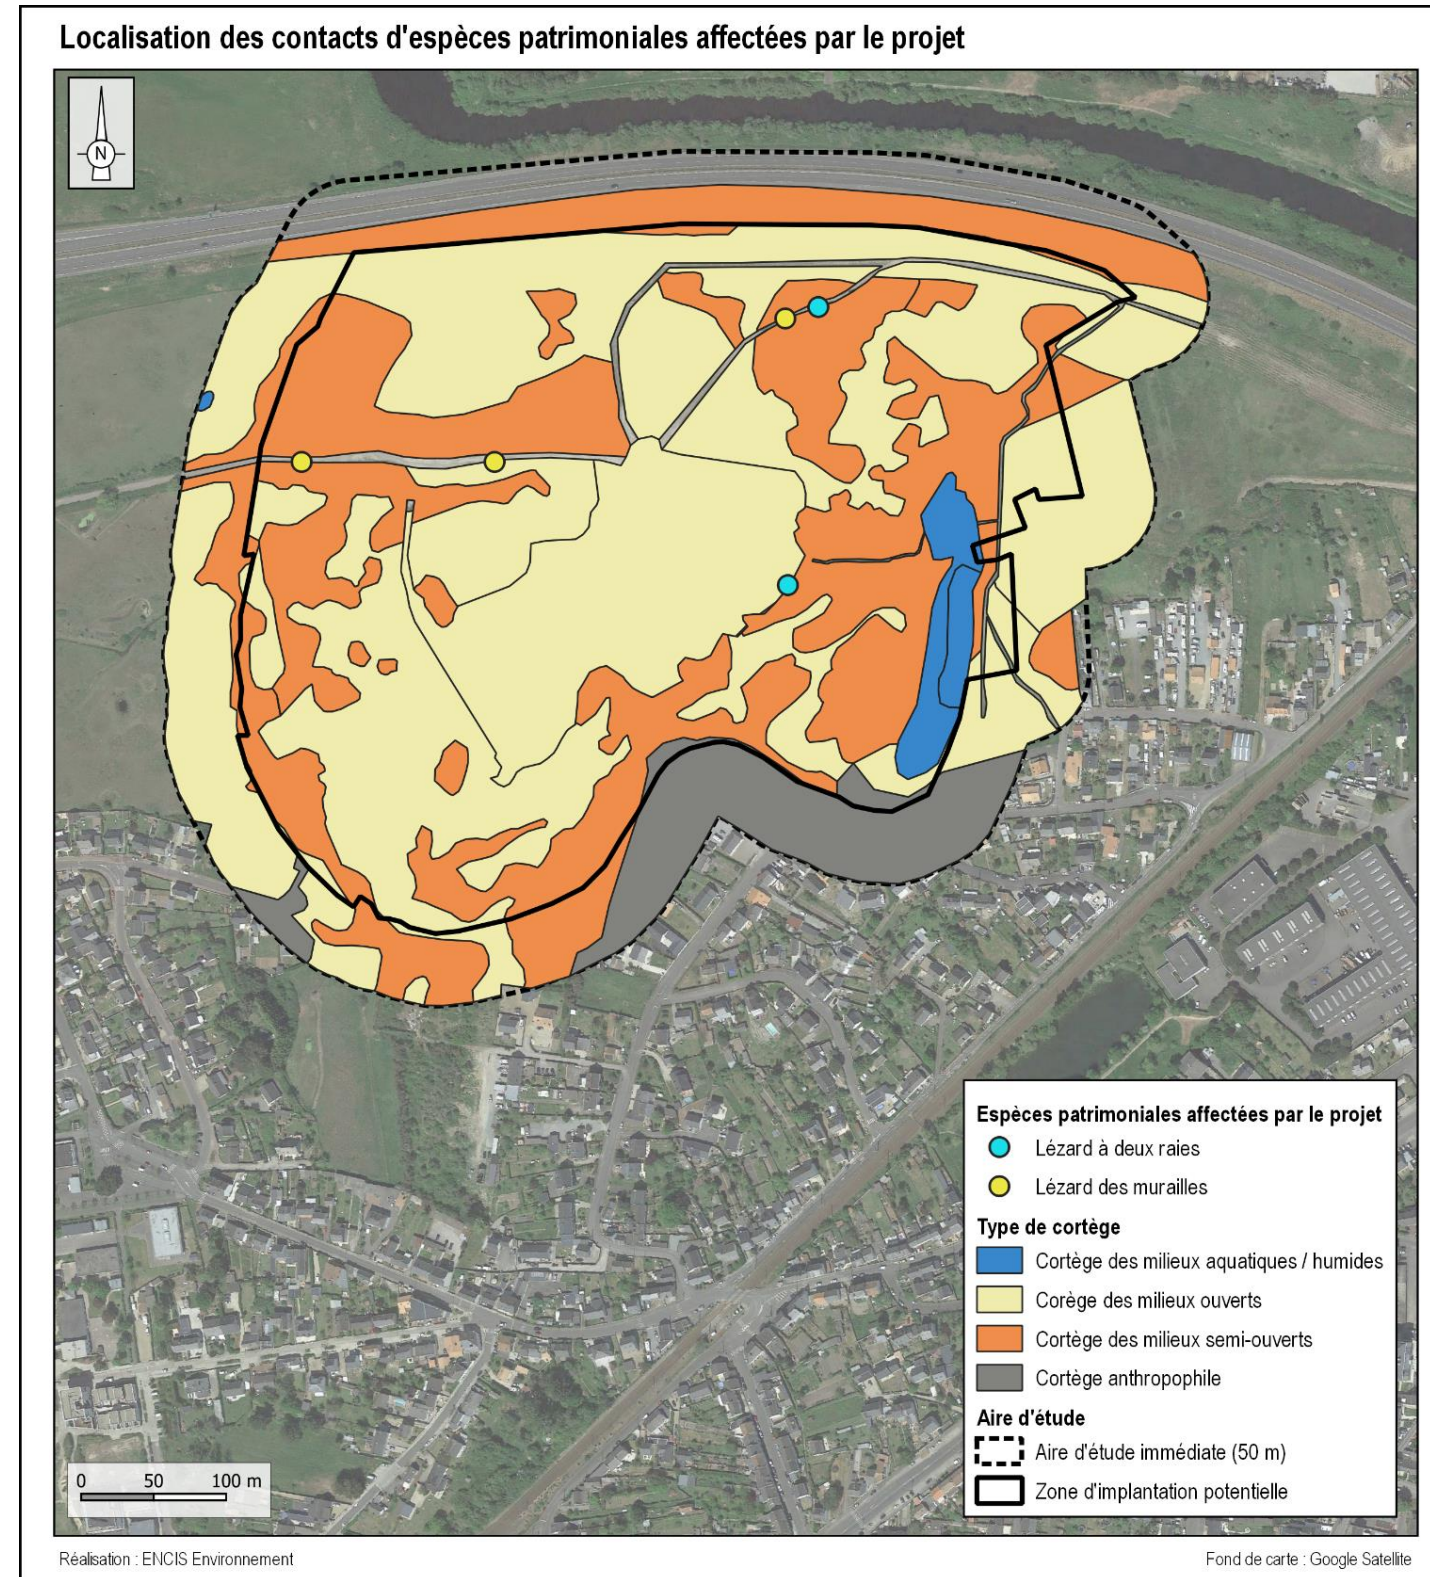 Localisation des contacts d'espèces patrimoniales affectées par le projet
N
Espèces patrimoniales affectées par le projet
Lézard à deux raies
Lézard des murailles
Type de cortège
Cortège des milieux aquatiques / humides
Corège des milieux ouverts
Cortège des milieux semi-ouverts
Cortège anthropophile
Aire d'étude
Aire d'étude immédiate (50 m)
Zone d'implantation potentielle
0 50 100 m
Réalisation : ENCIS Environnement
Fond de carte : Google Satellite